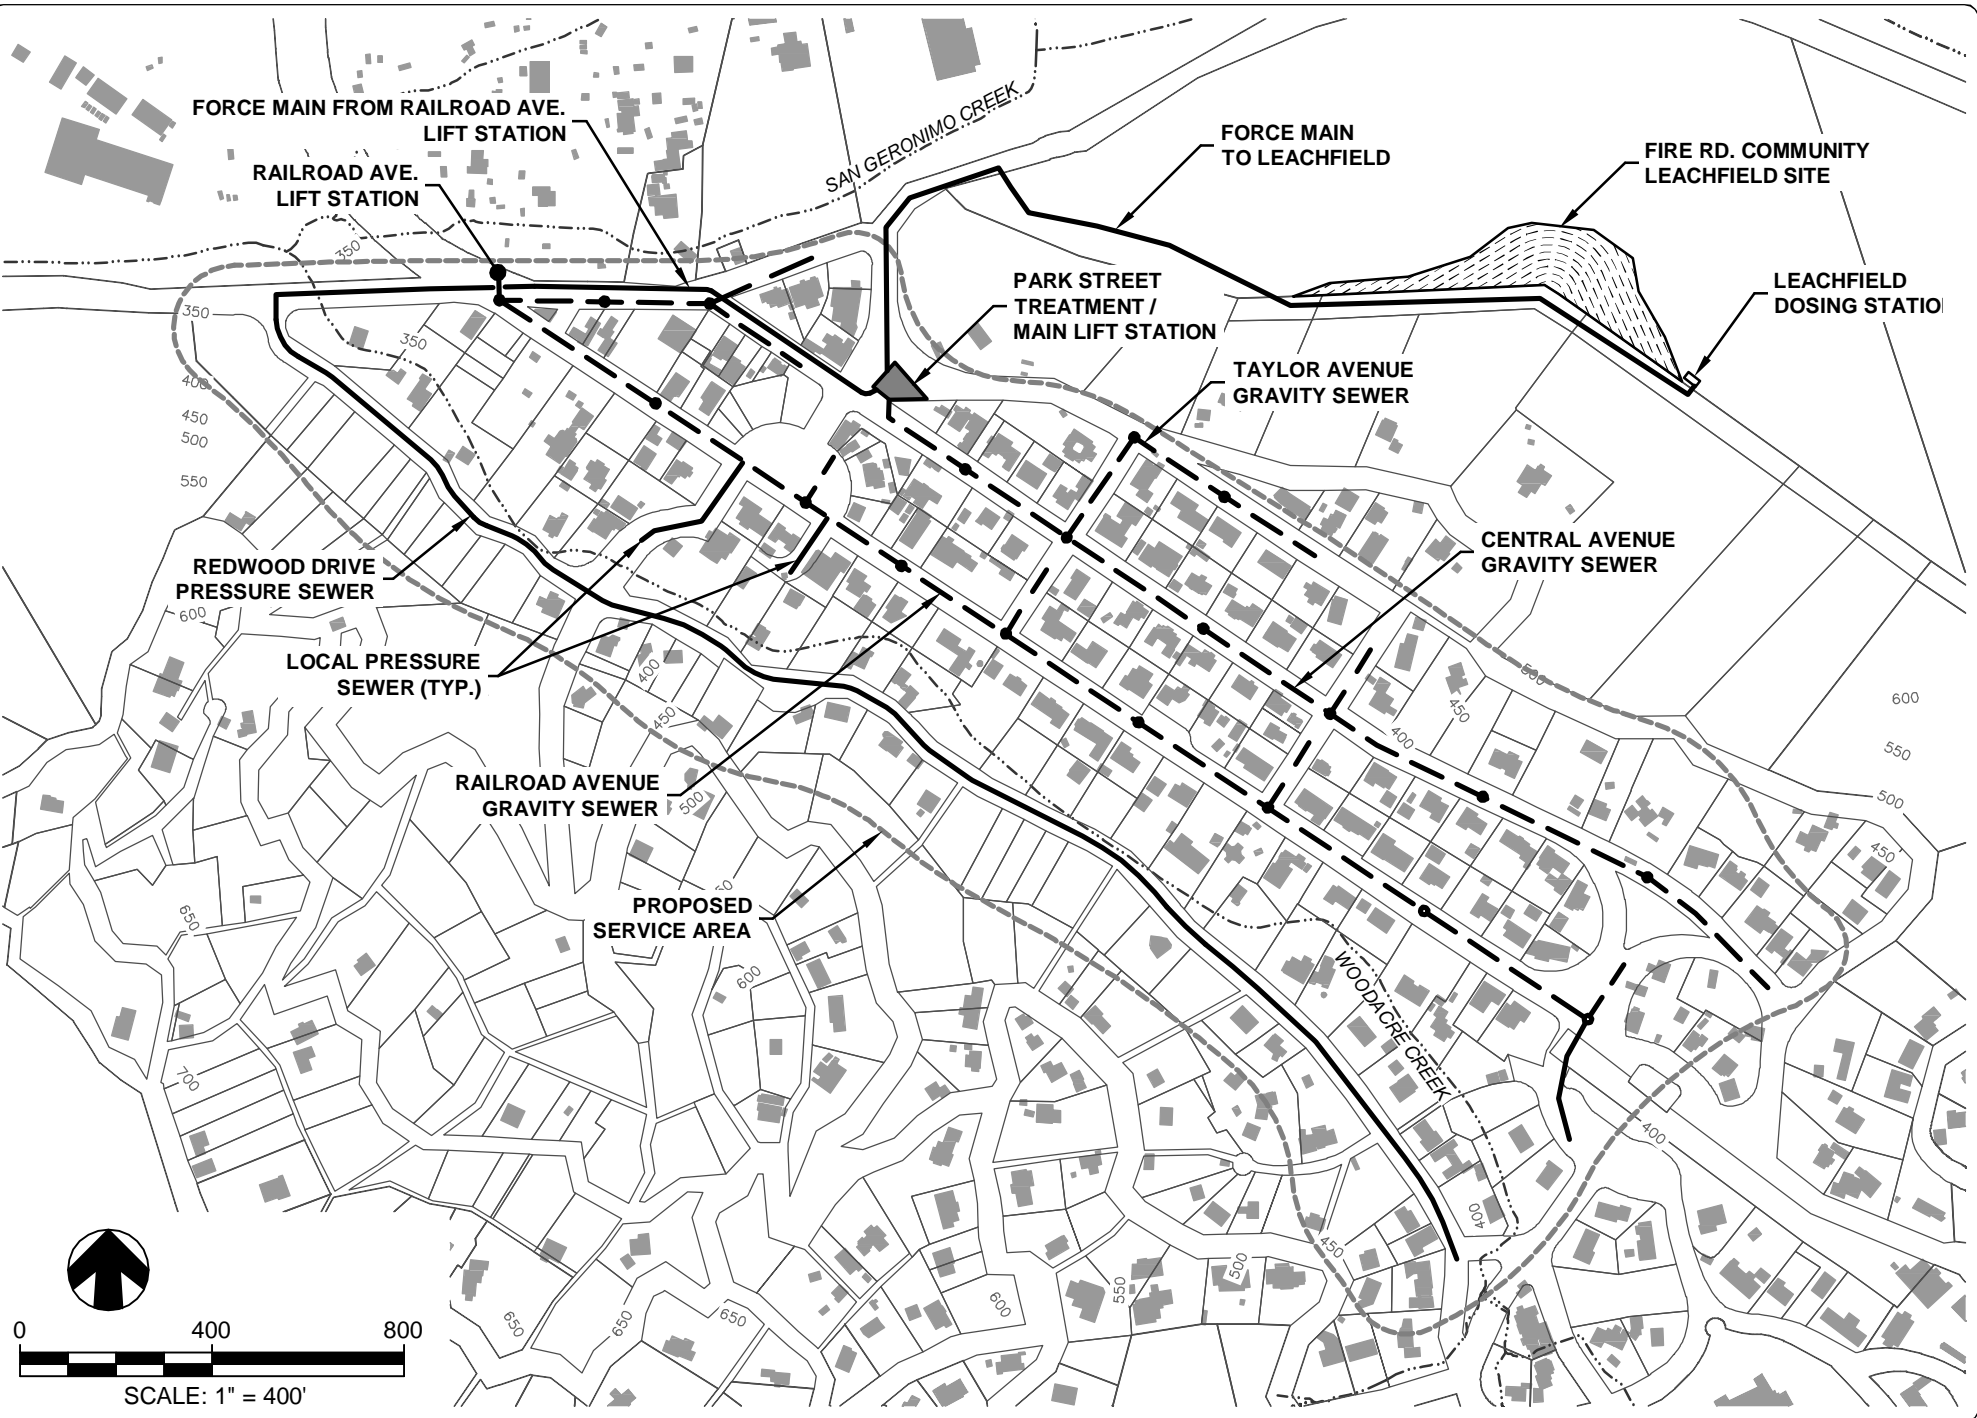 FORCE MAIN FROM RAILROAD AVE.
LIFT STATION
RAILROAD AVE.
LIFT STATION
SAN GERONIMO CREEK
FORCE MAIN
TO LEACHFIELD
FIRE RD. COMMUNITY
LEACHFIELD SITE
LEACHFIELD
DOSING STATIO
PARK STREET
TREATMENT /
MAIN LIFT STATION
TAYLOR AVENUE
GRAVITY SEWER
CENTRAL AVENUE
GRAVITY SEWER
350
350
350
400
450
500
550
REDWOOD DRIVE
PRESSURE SEWER
600
LOCAL PRESSURE
SEWER (TYP.)
400
450
500
RAILROAD AVENUE
GRAVITY SEWER
PROPOSED
SERVICE AREA
500
450
400
600
550
500
450
650
600
700
WOODACRE CREEK
400
400
450
500
550
600
650
650
650
0
400
800
SCALE: 1" = 400'